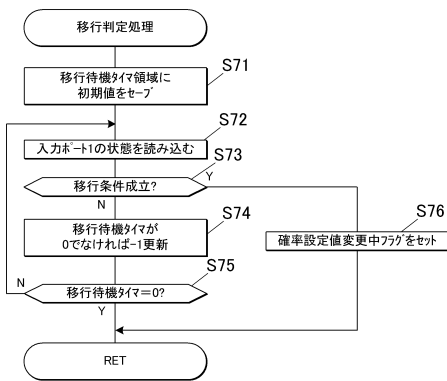 移行判定処理
S71
移行待機タイマ領域に
初期値をセーブ
S72
入力ポート1の状態を読み込む
S73
移行条件成立?
Y
N
S74
移行待機タイマが
0でなければ-1更新
S76
確率設定値変更中フラグをセット
S75
N
移行待機タイマ=0?
Y
RET